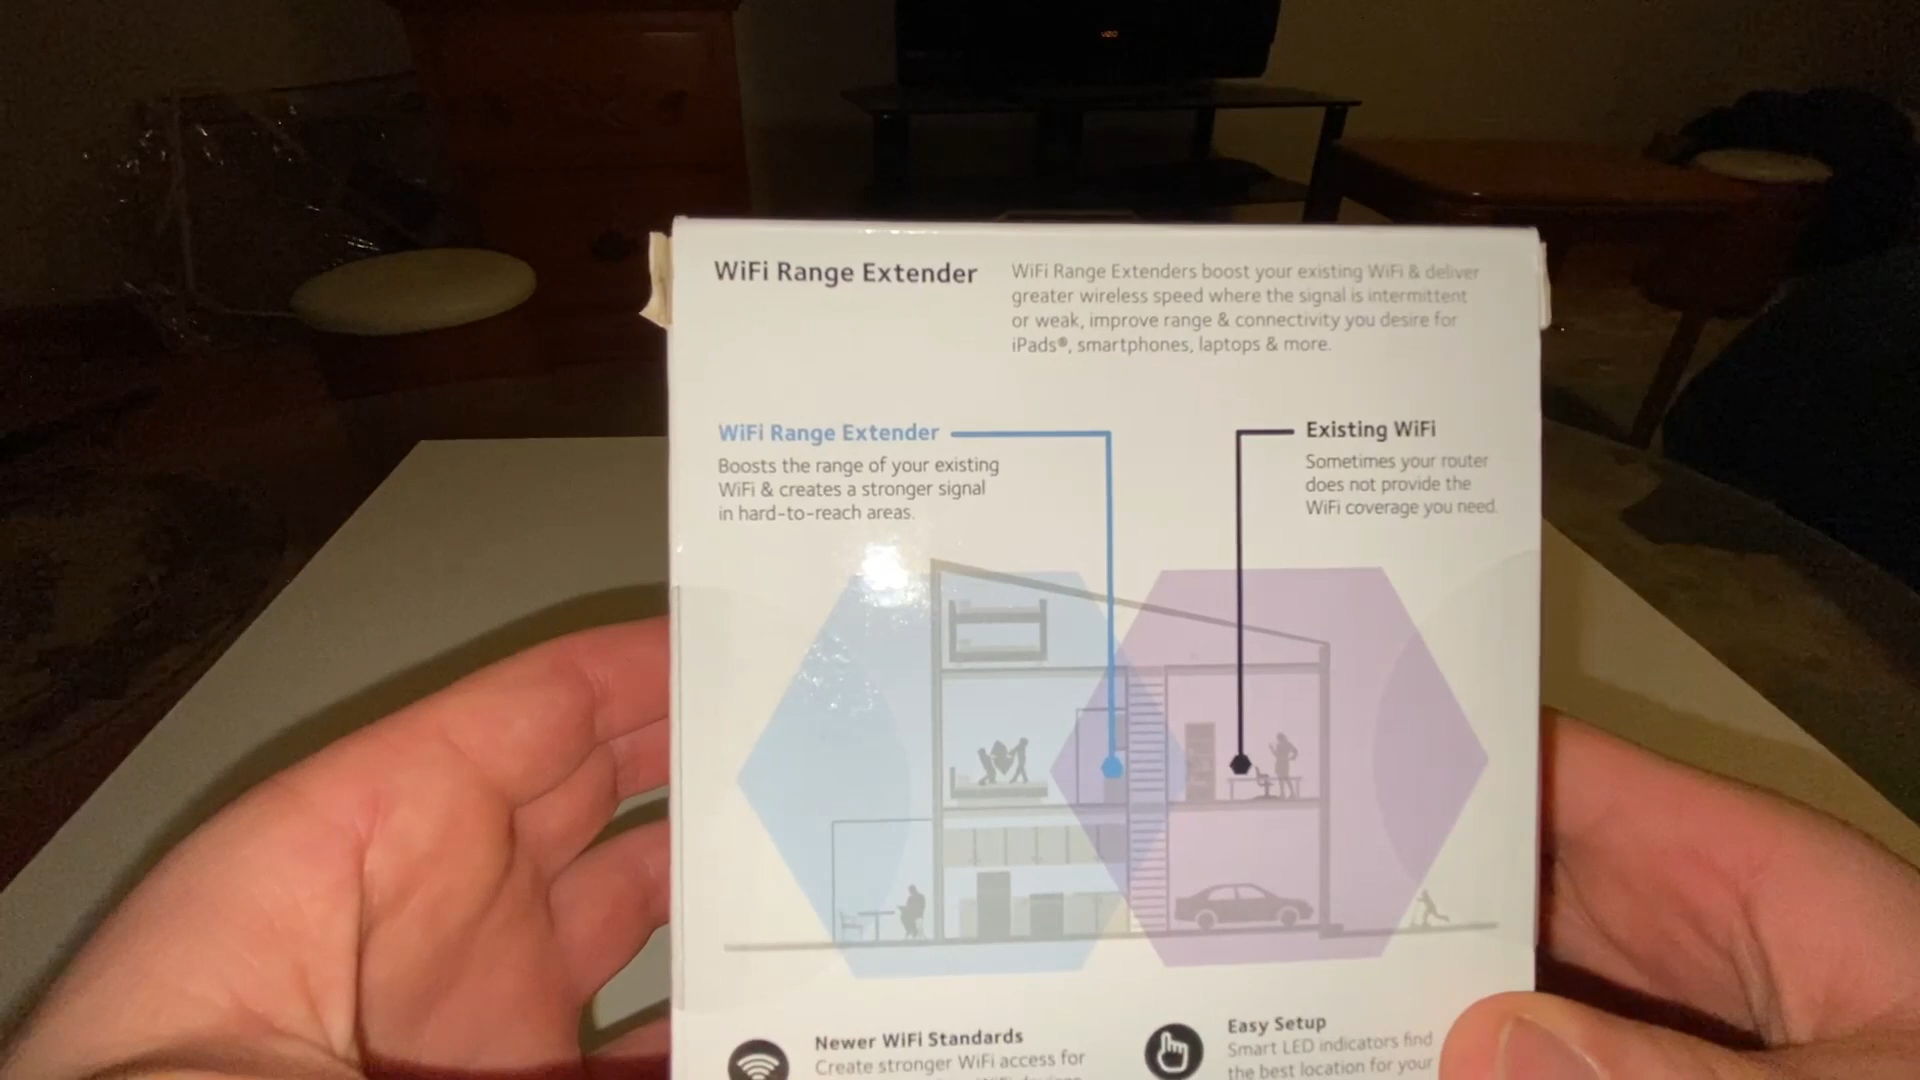 VIZIO
WiFi Range Extender
WiFi Range Extenders boost your existing WiFi & deliver
greater wireless speed where the signal is intermittent
or weak, improve range & connectivity you desire for
iPads®, smartphones, laptops & more.
WiFi Range Extender
Boosts the range of your existing
WiFi & creates a stronger signal
in hard-to-reach areas.
Existing WiFi
Sometimes your router
does not provide the
WiFi coverage you need.
Newer WiFi Standards
Create stronger WiFi access for
Easy Setup
Smart LED indicators find
the best location for your